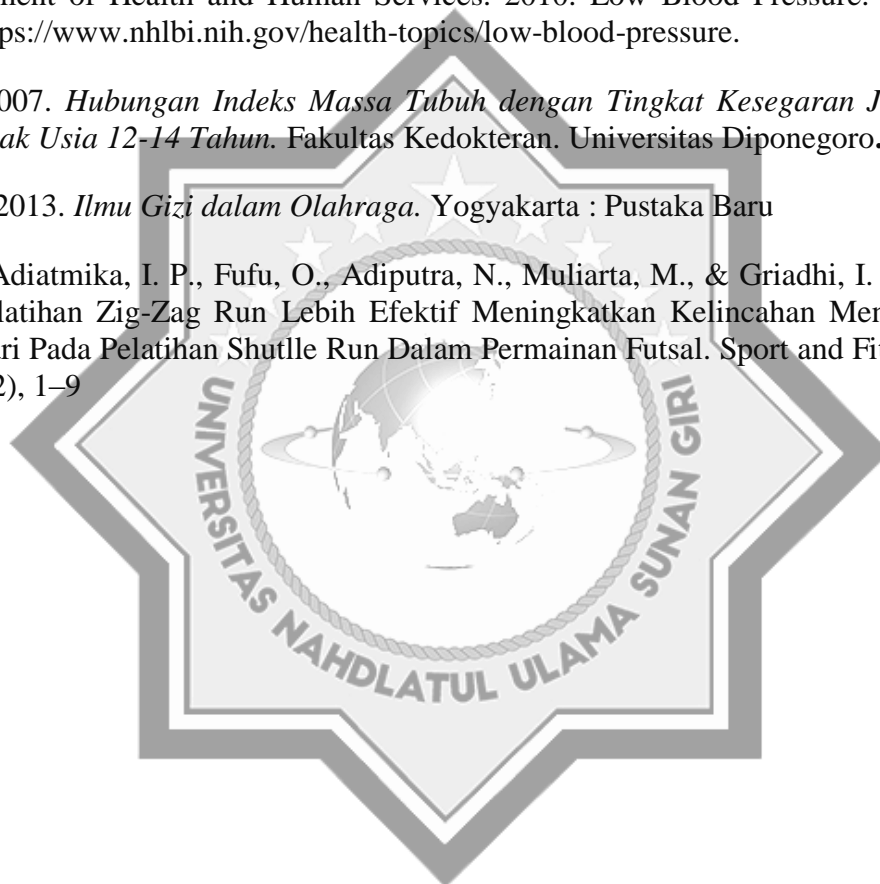 ment of Health and Human Services. 2010. Low Blood Pressure.
ps://www.nhlbi.nih.gov/health-topics/low-blood-pressure.
007. Hubungan Indeks Massa Tubuh dengan Tingkat Kesegaran J
ak Usia 12-14 Tahun. Fakultas Kedokteran. Universitas Diponegoro.
2013. Ilmu Gizi dalam Olahraga. Yogyakarta : Pustaka Baru
Adiatmika, I. P., Fufu, O., Adiputra, N., Muliarta, M., & Griadhi, I.
latihan Zig-Zag Run Lebih Efektif Meningkatkan Kelincahan Men
ri Pada Pelatihan Shutlle Run Dalam Permainan Futsal. Sport and Fit
2), 1–9
UNIVERSITAS NAHDLATUL ULAMA SUNAN GIRI